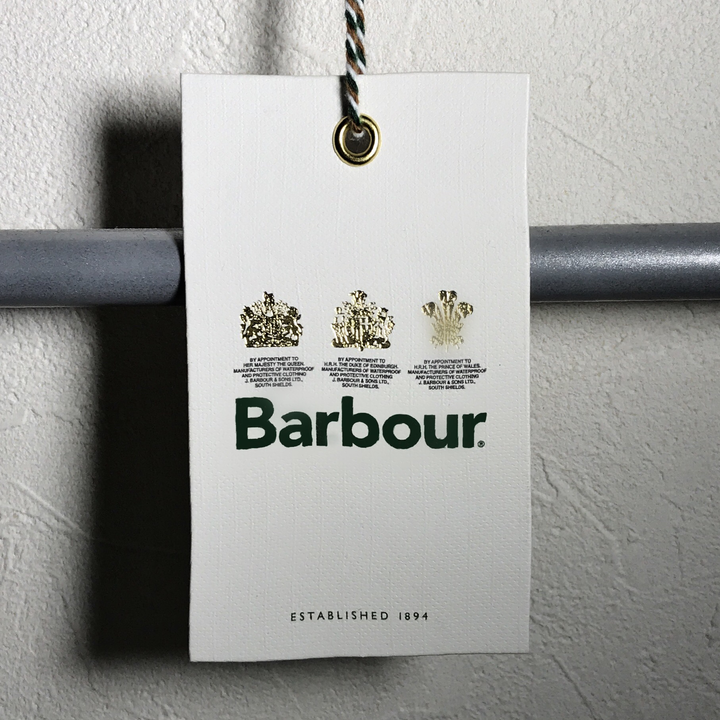 BY APPOINTMENT TO
HER MAJESTY THE QUEEN.
MANUFACTURERS OF WATERPROOF
AND PROTECTIVE CLOTHING
J. BARBOUR & SONS LTD.,
SOUTH SHIELDS.
BY APPOINTMENT TO
H.R.H. THE DUKE OF EDINBURGH.
MANUFACTURERS OF WATERPROOF
AND PROTECTIVE CLOTHING
J. BARBOUR & SONS LTD.,
SOUTH SHIELDS.
BY APPOINTMENT TO
H.R.H. THE PRINCE OF WALES.
MANUFACTURERS OF WATERPROOF
AND PROTECTIVE CLOTHING
J. BARBOUR & SONS LTD.,
SOUTH SHIELDS.
Barbour®
ESTABLISHED 1894